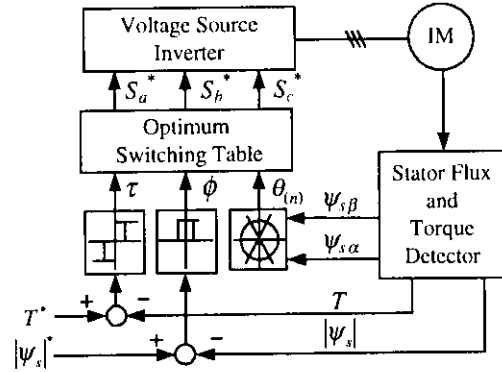 Voltage Source
Inverter
IM
S_a^* S_b^* S_c^*
Optimum
Switching Table
τ ϕ θ_(n)
Stator Flux
and
Torque
Detector
ψ_sβ
ψ_sα
T^* + − T
|ψ_s|^* + − |ψ_s|